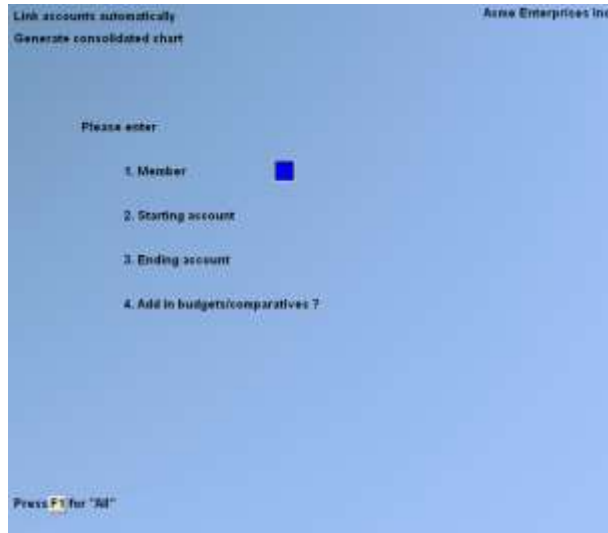 Link accounts automatically
Acme Enterprises Inc
Generate consolidated chart
Please enter
1. Member
2. Starting account
3. Ending account
4. Add in budgets/comparatives ?
Press F1 for "All"